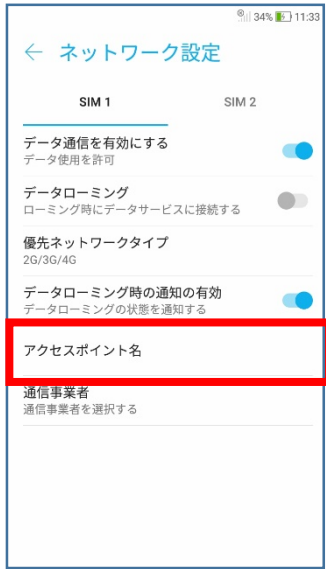 34% 11:33
← ネットワーク設定
SIM 1 SIM 2
データ通信を有効にする
データ使用を許可
データローミング
ローミング時にデータサービスに接続する
優先ネットワークタイプ
2G/3G/4G
データローミング時の通知の有効
データローミングの状態を通知する
アクセスポイント名
通信事業者
通信事業者を選択する